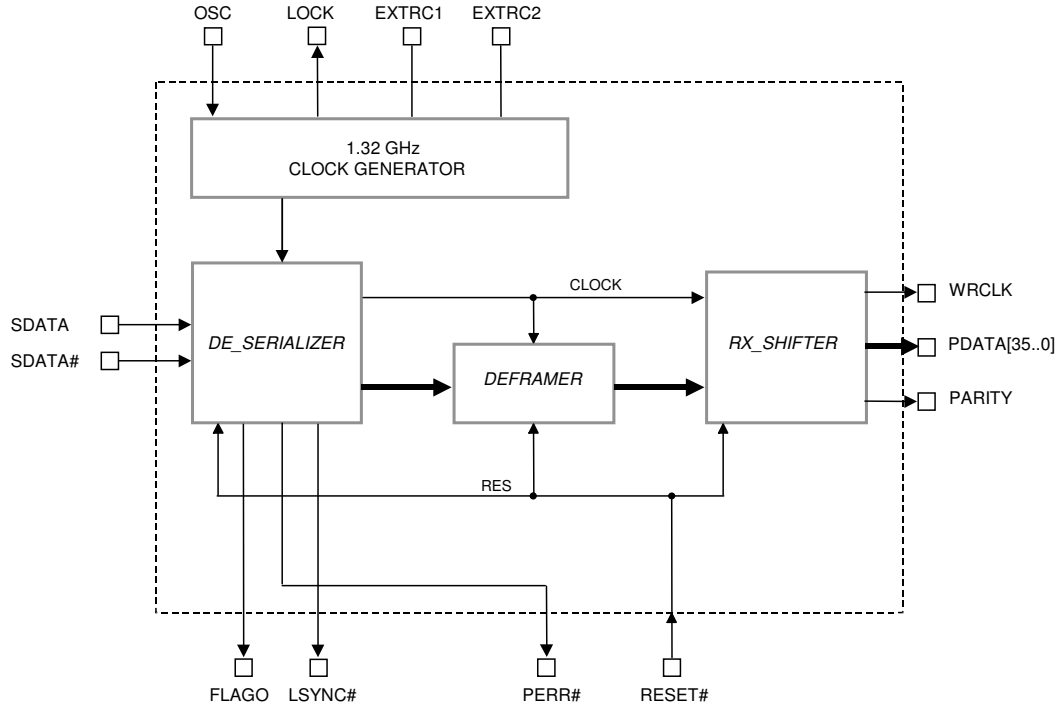 OSC
LOCK
EXTRC1
EXTRC2
1.32 GHz
CLOCK GENERATOR
CLOCK
WRCLK
SDATA
DE_SERIALIZER
RX_SHIFTER
PDATA[35..0]
SDATA#
DEFRAMER
PARITY
RES
FLAGO
LSYNC#
PERR#
RESET#